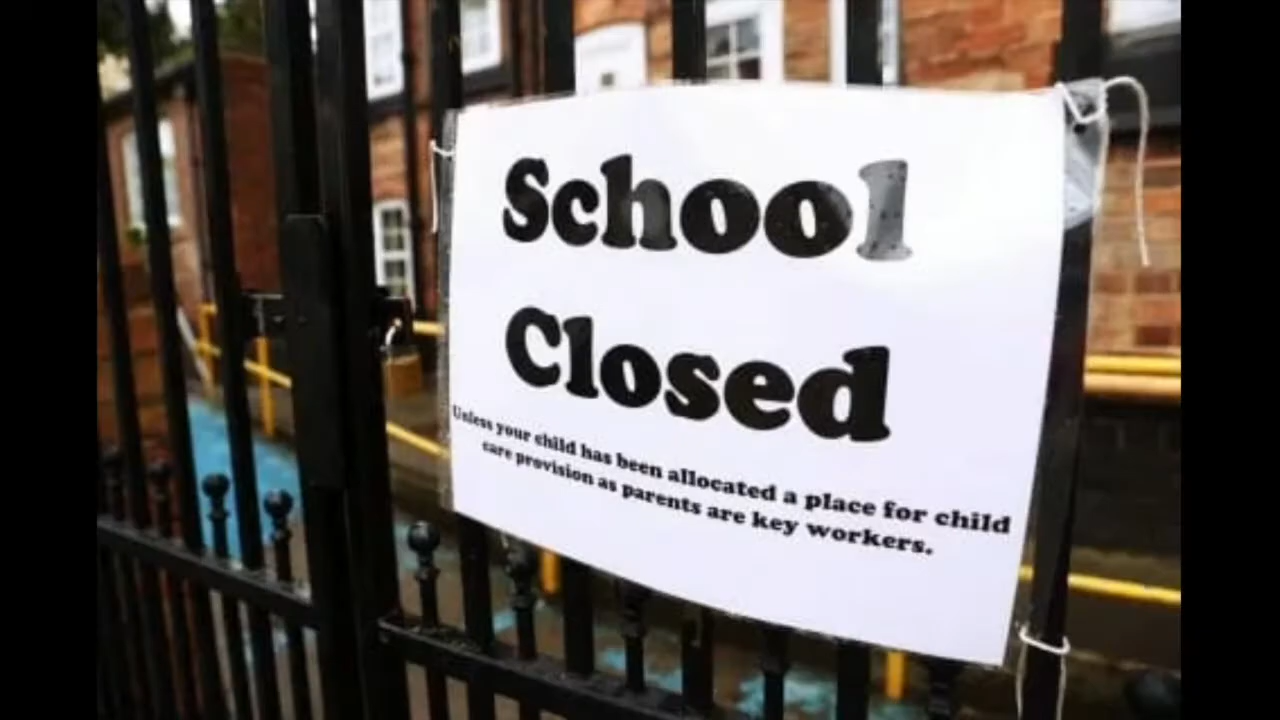 School
Closed
Unless your child has been allocated a place for child
care provision as parents are key workers.